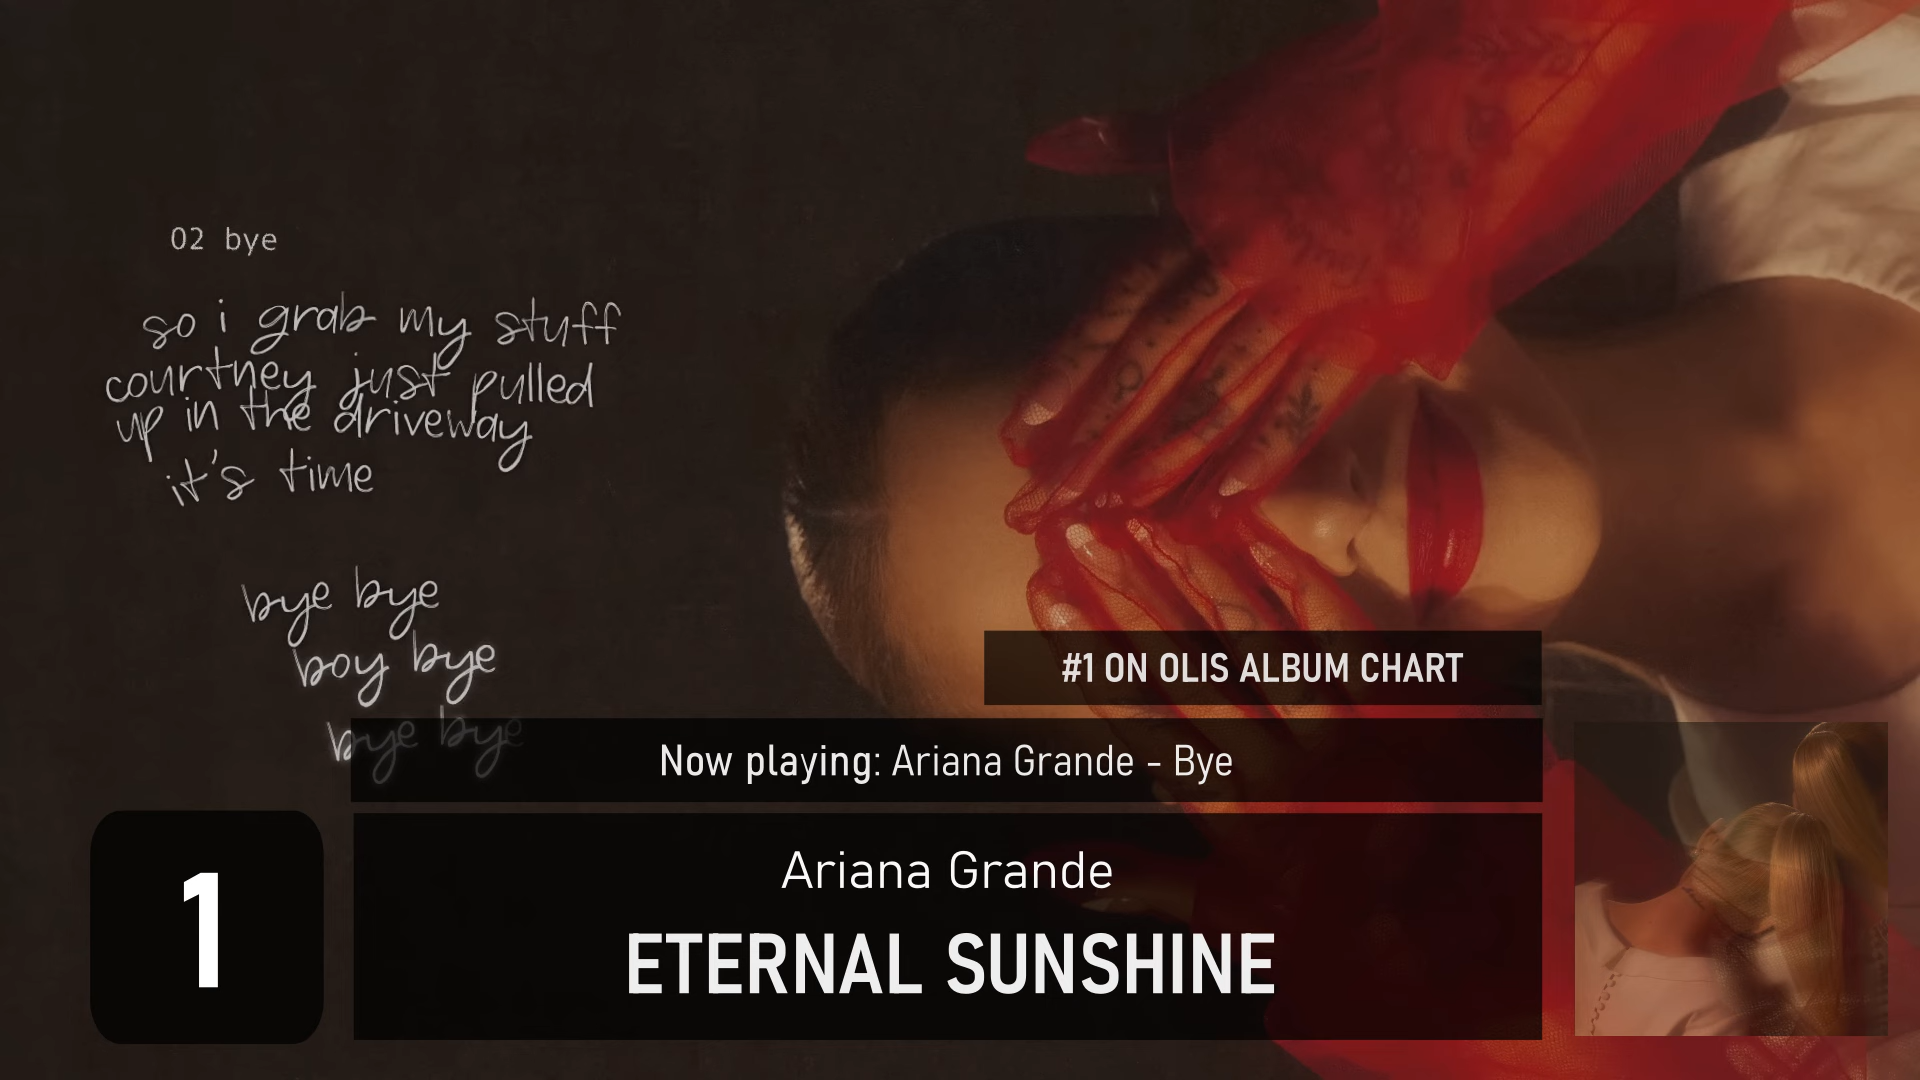 02 bye
so i grab my stuff
courtney just pulled
up in the driveway
it's time
bye bye
boy bye
bye bye
#1 ON OLIS ALBUM CHART
Now playing: Ariana Grande - Bye
1
Ariana Grande
ETERNAL SUNSHINE